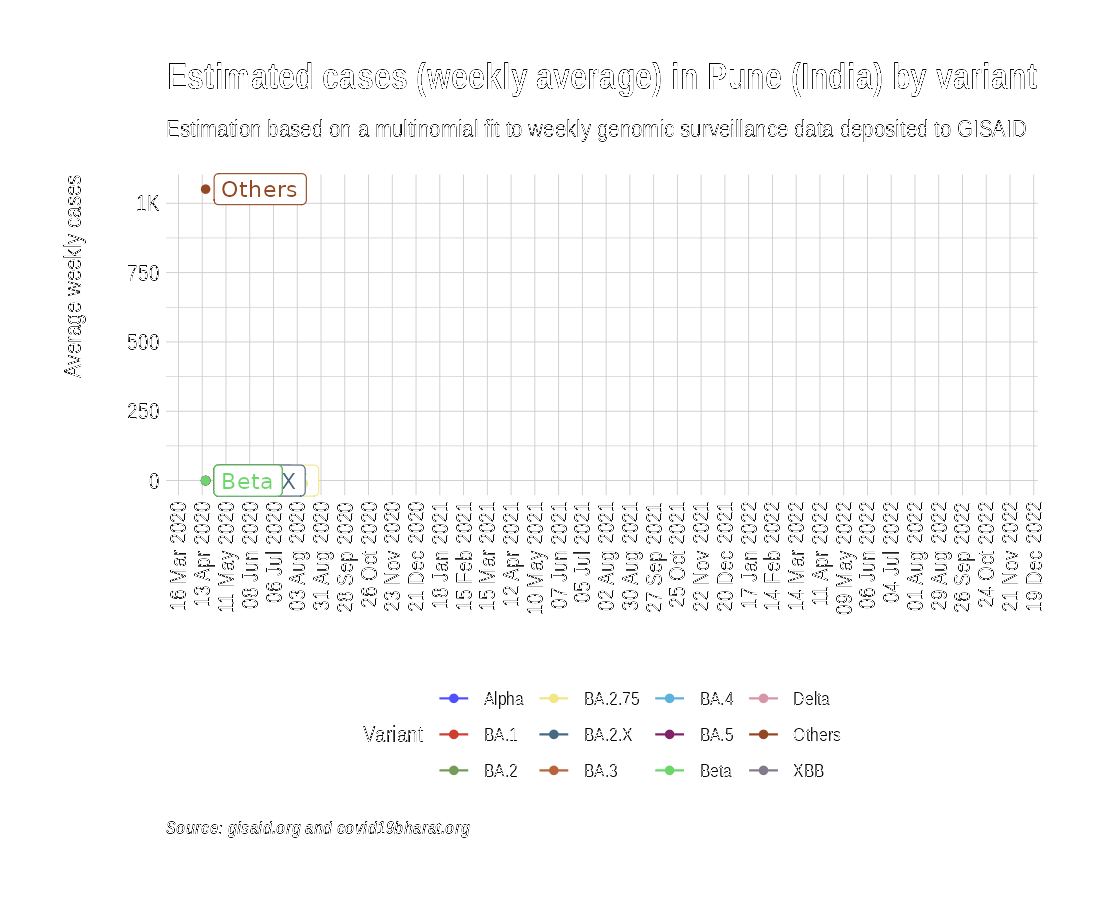 Estimated cases (weekly average) in Pune (India) by variant
Estimation based on a multinomial fit to weekly genomic surveillance data deposited to GISAID
Average weekly cases
1K
750
500
250
0
Others
Beta
X
16 Mar 2020
13 Apr 2020
11 May 2020
08 Jun 2020
06 Jul 2020
03 Aug 2020
31 Aug 2020
28 Sep 2020
26 Oct 2020
23 Nov 2020
21 Dec 2020
18 Jan 2021
15 Feb 2021
15 Mar 2021
12 Apr 2021
10 May 2021
07 Jun 2021
05 Jul 2021
02 Aug 2021
30 Aug 2021
27 Sep 2021
25 Oct 2021
22 Nov 2021
20 Dec 2021
17 Jan 2022
14 Feb 2022
14 Mar 2022
11 Apr 2022
09 May 2022
06 Jun 2022
04 Jul 2022
01 Aug 2022
29 Aug 2022
26 Sep 2022
24 Oct 2022
21 Nov 2022
19 Dec 2022
Variant
Alpha
BA.1
BA.2
BA.2.75
BA.2.X
BA.3
BA.4
BA.5
Beta
Delta
Others
XBB
Source: gisaid.org and covid19bharat.org